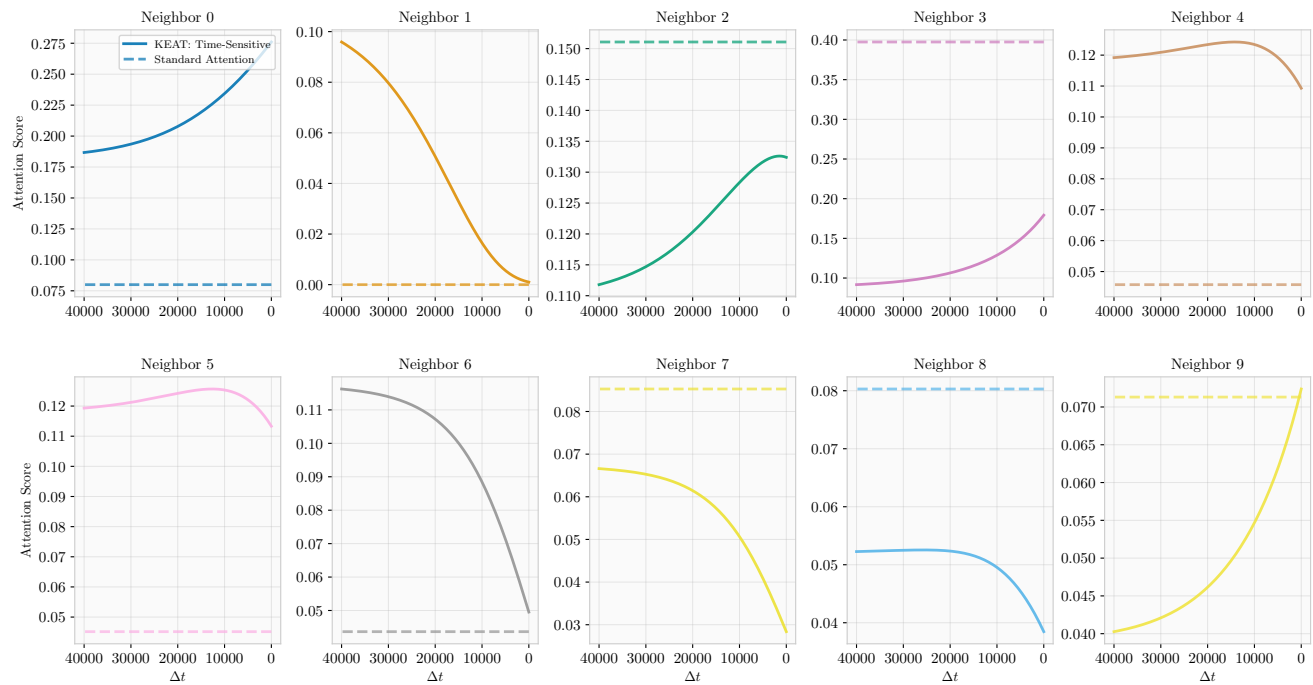 Neighbor 0
Neighbor 1
Neighbor 2
Neighbor 3
Neighbor 4
KEAT: Time-Sensitive
Standard Attention
Attention Score
0.275
0.250
0.225
0.200
0.175
0.150
0.125
0.100
0.075
40000 30000 20000 10000 0
0.10
0.08
0.06
0.04
0.02
0.00
40000 30000 20000 10000 0
0.150
0.145
0.140
0.135
0.130
0.125
0.120
0.115
0.110
40000 30000 20000 10000 0
0.40
0.35
0.30
0.25
0.20
0.15
0.10
40000 30000 20000 10000 0
0.12
0.11
0.10
0.09
0.08
0.07
0.06
0.05
40000 30000 20000 10000 0
Neighbor 5
Neighbor 6
Neighbor 7
Neighbor 8
Neighbor 9
Attention Score
0.12
0.11
0.10
0.09
0.08
0.07
0.06
0.05
40000 30000 20000 10000 0
Δt
0.11
0.10
0.09
0.08
0.07
0.06
0.05
40000 30000 20000 10000 0
Δt
0.08
0.07
0.06
0.05
0.04
0.03
40000 30000 20000 10000 0
Δt
0.08
0.07
0.06
0.05
0.04
40000 30000 20000 10000 0
Δt
0.070
0.065
0.060
0.055
0.050
0.045
0.040
40000 30000 20000 10000 0
Δt